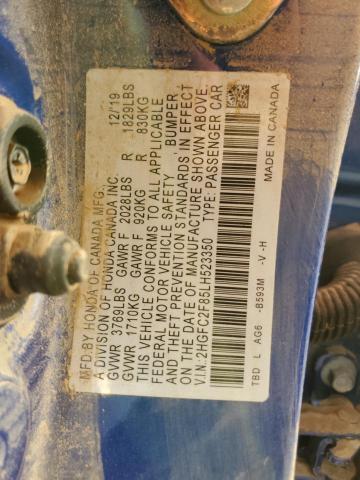 MFD.BY HONDA OF CANADA MFG. 12/19
A DIVISION OF HONDA CANADA INC.
GVWR 3769LBS GAWR F 2028LBS R 1829LBS
GVWR 1710KG GAWR F 920KG R 830KG
THIS VEHICLE CONFORMS TO ALL APPLICABLE
FEDERAL MOTOR VEHICLE SAFETY, BUMPER,
AND THEFT PREVENTION STANDARDS IN EFFECT
ON THE DATE OF MANUFACTURE SHOWN ABOVE.
V.I.N.:2HGFC2F85LH523350 TYPE:PASSENGER CAR
TBD L AG6 -B593M -V -H MADE IN CANADA